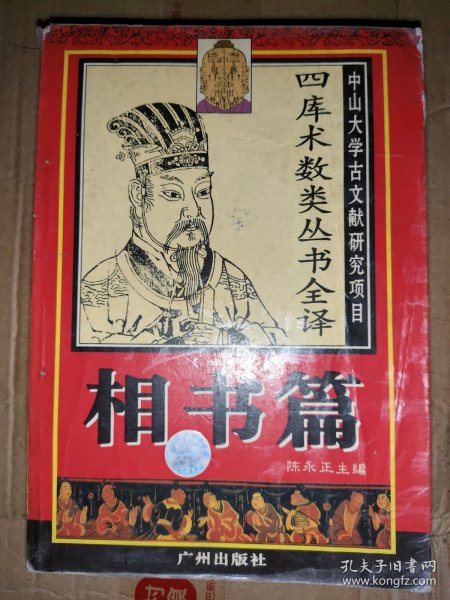 中山大学古文献研究项目
四库术数类丛书全译
相书篇
陈永正主编
广州出版社
孔夫子旧书网
www.kongfz.com